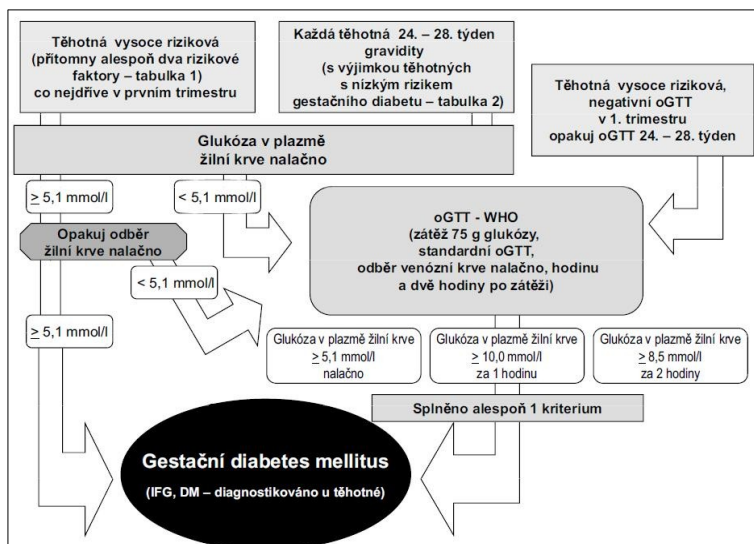 Těhotná vysoce riziková
(přítomny alespoň dva rizikové
faktory – tabulka 1)
co nejdříve v prvním trimestru
Každá těhotná 24. – 28. týden
gravidity
(s výjimkou těhotných
s nízkým rizikem
gestačního diabetu – tabulka 2)
Těhotná vysoce riziková,
negativní oGTT
v 1. trimestru
opakuj oGTT 24. – 28. týden
Glukóza v plazmě
žilní krve nalačno
≥ 5,1 mmol/l
< 5,1 mmol/l
Opakuj odběr
žilní krve nalačno
oGTT - WHO
(zátěž 75 g glukózy,
standardní oGTT,
odběr venózní krve nalačno, hodinu
a dvě hodiny po zátěži)
< 5,1 mmol/l
≥ 5,1 mmol/l
Glukóza v plazmě žilní krve
≥ 5,1 mmol/l
nalačno
Glukóza v plazmě žilní krve
≥ 10,0 mmol/l
za 1 hodinu
Glukóza v plazmě žilní krve
≥ 8,5 mmol/l
za 2 hodiny
Splněno alespoň 1 kriterium
Gestační diabetes mellitus
(IFG, DM – diagnostikováno u těhotné)